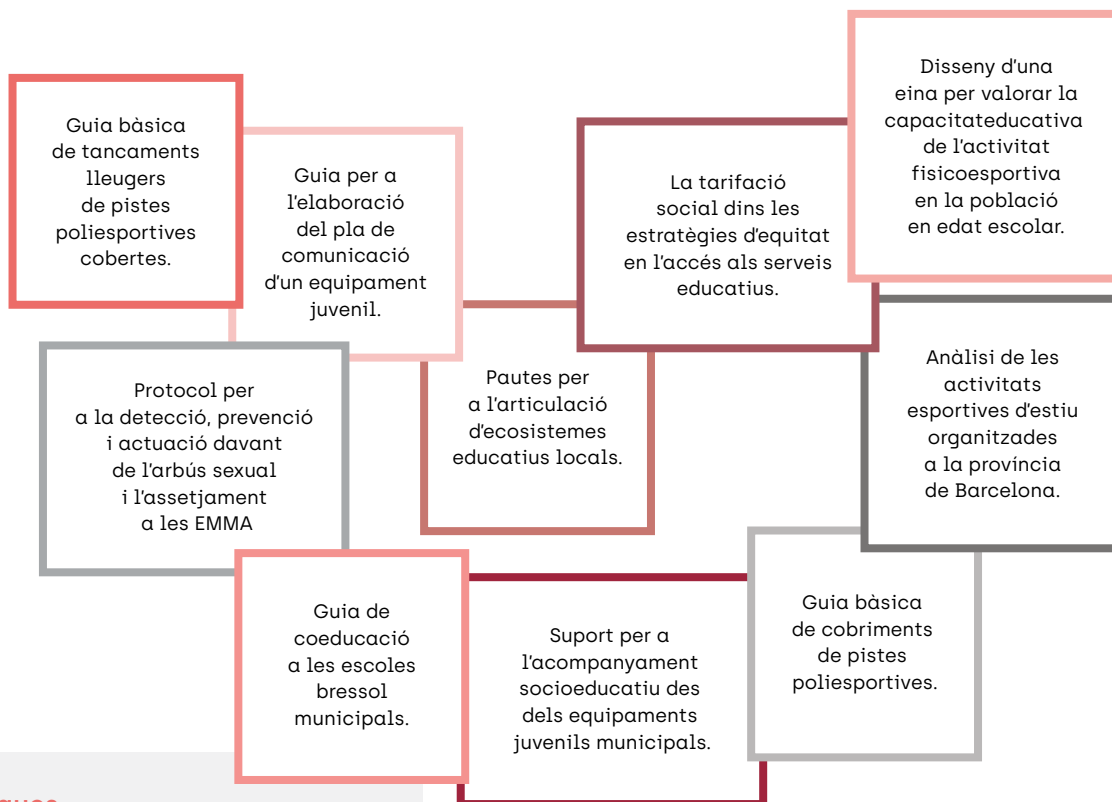 Guia bàsica
de tancaments
lleugers
de pistes
poliesportives
cobertes.
Guia per a
l'elaboració
del pla de
comunicació
d'un equipament
juvenil.
La tarifació
social dins les
estratègies d'equitat
en l'accés als serveis
educatius.
Disseny d'una
eina per valorar la
capacitateducativa
de l'activitat
fisicoesportiva
en la població
en edat escolar.
Protocol per
a la detecció, prevenció
i actuació davant
de l'arbús sexual
i l'assetjament
a les EMMA
Pautes per
a l'articulació
d'ecosistemes
educatius locals.
Anàlisi de les
activitats
esportives d'estiu
organitzades
a la província
de Barcelona.
Guia de
coeducació
a les escoles
bressol
municipals.
Suport per a
l'acompanyament
socioeducatiu des
dels equipaments
juvenils municipals.
Guia bàsica
de cobriments
de pistes
poliesportives.